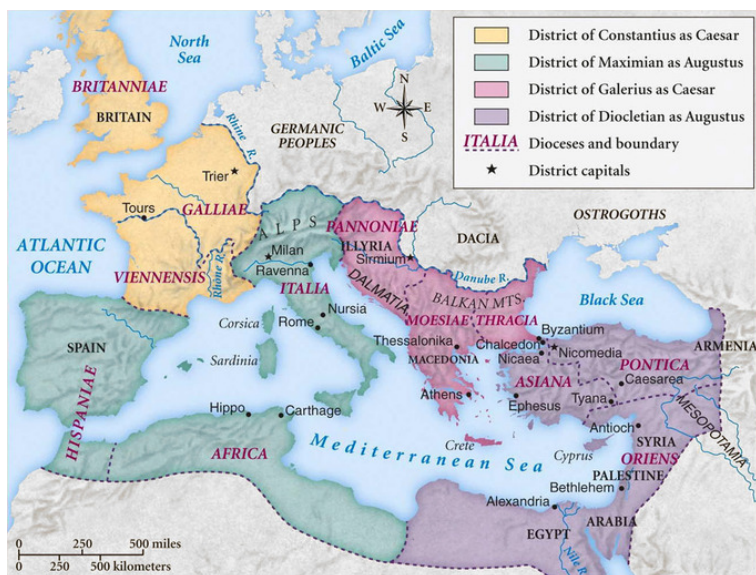 North
Sea
Baltic Sea
BRITANNIAE
BRITAIN
N
W
E
S
GERMANIC
PEOPLES
Rhine R.
Trier
Tours
GALLIAE
ALPS
ATLANTIC
OCEAN
VIENNENSIS
Rhône R.
Milan
Ravenna
ITALIA
PANNONIAE
ILLYRIA
Sirmium
DACIA
OSTROGOTHS
Danube R.
DALMATIA
BALKAN MTS.
Black Sea
Corsica
Nursia
Rome
MOESIAE
THRACIA
Byzantium
Thessalonika
Chalcedon
Nicomedia
MACEDONIA
Nicaea
ARMENIA
PONTICA
Caesarea
SPAIN
Sardinia
HISPANIAE
Athens
ASIANA
Ephesus
Tyana
MESOPOTAMIA
Hippo
Carthage
Antioch
SYRIA
AFRICA
Mediterranean Sea
Crete
Cyprus
ORIENS
PALESTINE
Bethlehem
Alexandria
ARABIA
EGYPT
Nile R.
0 250 500 miles
0 250 500 kilometers
District of Constantius as Caesar
District of Maximian as Augustus
District of Galerius as Caesar
District of Diocletian as Augustus
ITALIA Dioceses and boundary
District capitals